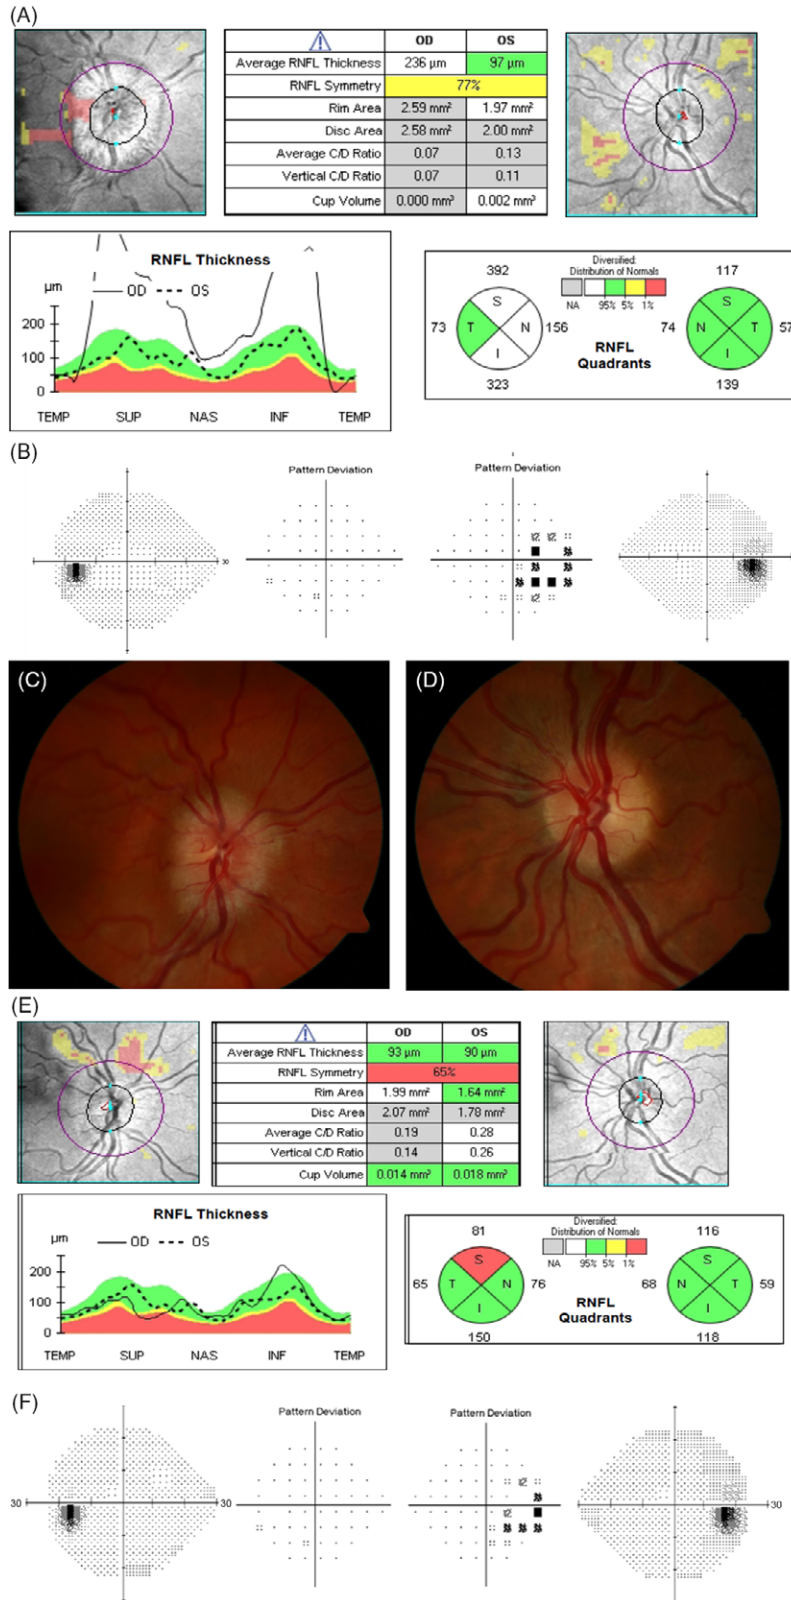 (A)
OD OS
Average RNFL Thickness 236 µm 97 µm
RNFL Symmetry 77%
Rim Area 2.59 mm² 1.97 mm²
Disc Area 2.58 mm² 2.00 mm²
Average C/D Ratio 0.07 0.13
Vertical C/D Ratio 0.07 0.11
Cup Volume 0.000 mm³ 0.002 mm³
RNFL Thickness
µm
OD OS
200
100
0
TEMP SUP NAS INF TEMP
Diversified:
Distribution of Normals
NA 95% 5% 1%
392 117
S S
73 T N 156 74 N T 57
I I
RNFL
Quadrants
323 139
(B)
Pattern Deviation Pattern Deviation
30
(C) (D)
(E)
OD OS
Average RNFL Thickness 93 µm 90 µm
RNFL Symmetry 65%
Rim Area 1.99 mm² 1.64 mm²
Disc Area 2.07 mm² 1.78 mm²
Average C/D Ratio 0.19 0.28
Vertical C/D Ratio 0.14 0.26
Cup Volume 0.014 mm³ 0.018 mm³
RNFL Thickness
µm
OD OS
200
100
0
TEMP SUP NAS INF TEMP
Diversified:
Distribution of Normals
NA 95% 5% 1%
81 116
S S
65 T N 76 68 N T 59
I I
RNFL
Quadrants
150 118
(F)
Pattern Deviation Pattern Deviation
30 30 30